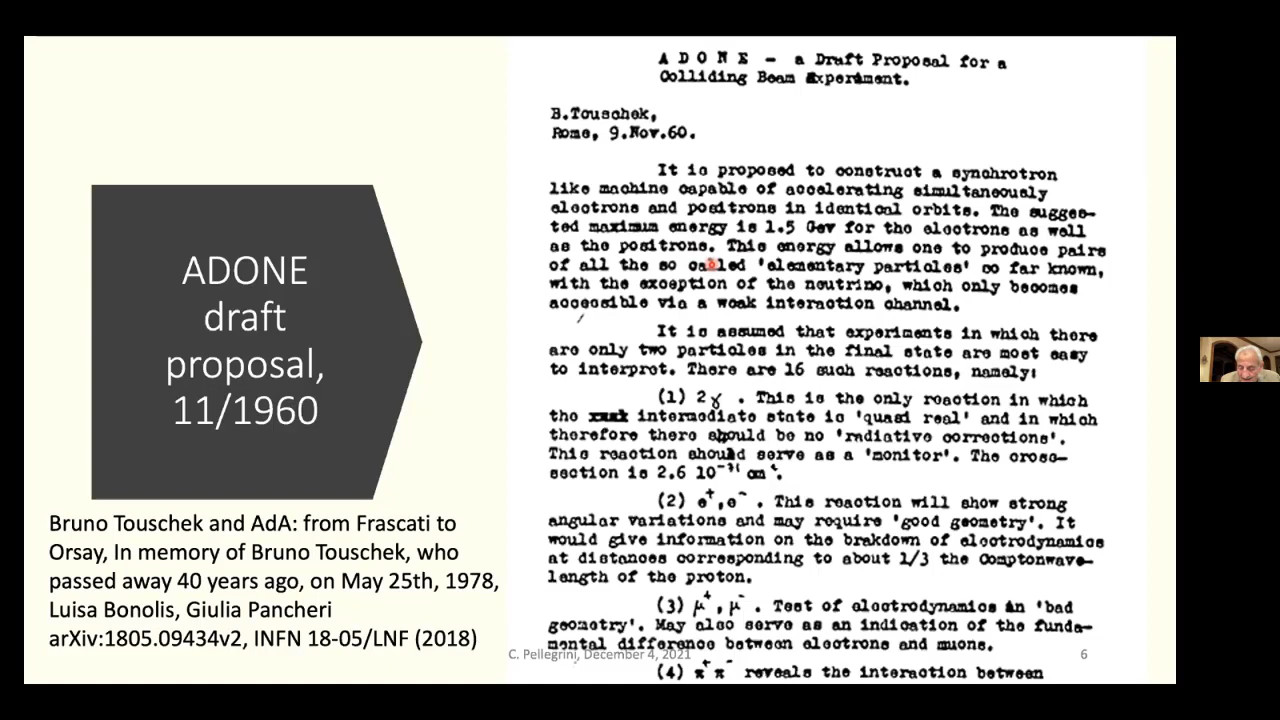 ADONE
draft
proposal,
11/1960
Bruno Touschek and AdA: from Frascati to
Orsay, In memory of Bruno Touschek, who
passed away 40 years ago, on May 25th, 1978,
Luisa Bonolis, Giulia Pancheri
arXiv:1805.09434v2, INFN 18-05/LNF (2018)
A D O N E - a Draft Proposal for a
Colliding Beam Experiment.
B.Touschek,
Rome, 9.Nov.60.
It is proposed to construct a synchrotron
like machine capable of accelerating simultaneously
electrons and positrons in identical orbits. The sugges-
ted maximum energy is 1.5 Gev for the electrons as well
as the positrons. This energy allows one to produce pairs
of all the so called 'elementary particles' so far known,
with the exception of the neutrino, which only becomes
accessible via a weak interaction channel.
It is assumed that experiments in which there
are only two particles in the final state are most easy
to interpret. There are 16 such reactions, namely:
(1) 2γ . This is the only reaction in which
the intermediate state is 'quasi real' and in which
therefore there should be no 'radiative corrections'.
This reaction should serve as a 'monitor'. The cross-
section is 2.6 10⁻³¹ cm².
(2) e⁺,e⁻ . This reaction will show strong
angular variations and may require 'good geometry'. It
would give information on the brakdown of electrodynamics
at distances corresponding to about 1/3 the Comptonwave-
length of the proton.
(3) μ⁺,μ⁻ . Test of electrodynamics in 'bad
geometry'. May also serve as an indication of the funda-
mental difference between electrons and muons.
(4) π⁺π⁻ reveals the interaction between
C. Pellegrini, December 4, 2021
6